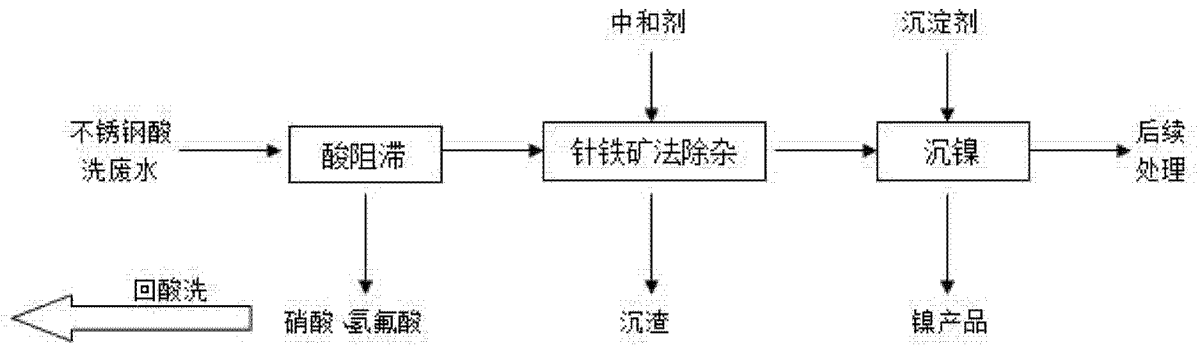 中和剂
沉淀剂
不锈钢酸
洗废水
酸阻滞
针铁矿法除杂
沉镍
后续
处理
回酸洗
硝酸、氢氟酸
沉渣
镍产品